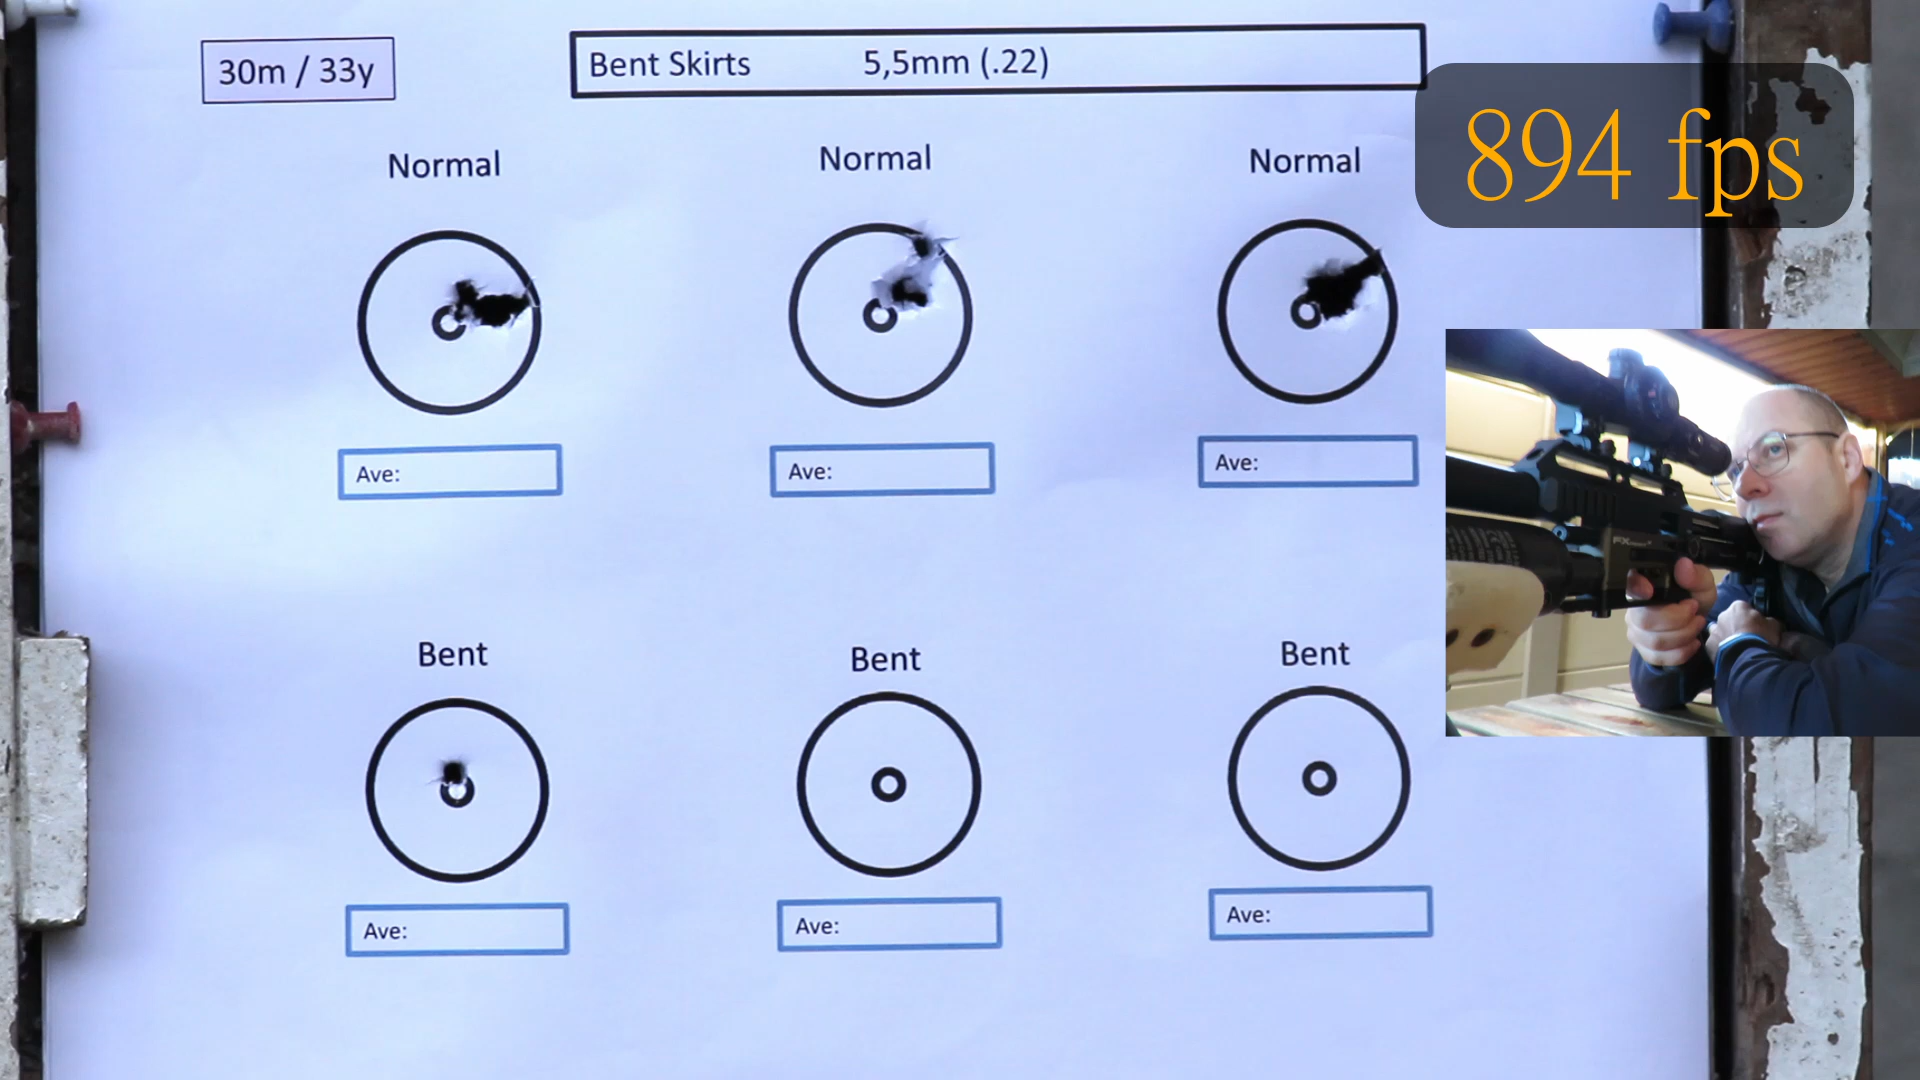 30m / 33y
Bent Skirts 5,5mm (.22)
894 fps
Normal
Normal
Normal
Ave:
Ave:
Ave:
FX
Bent
Bent
Bent
Ave:
Ave:
Ave: